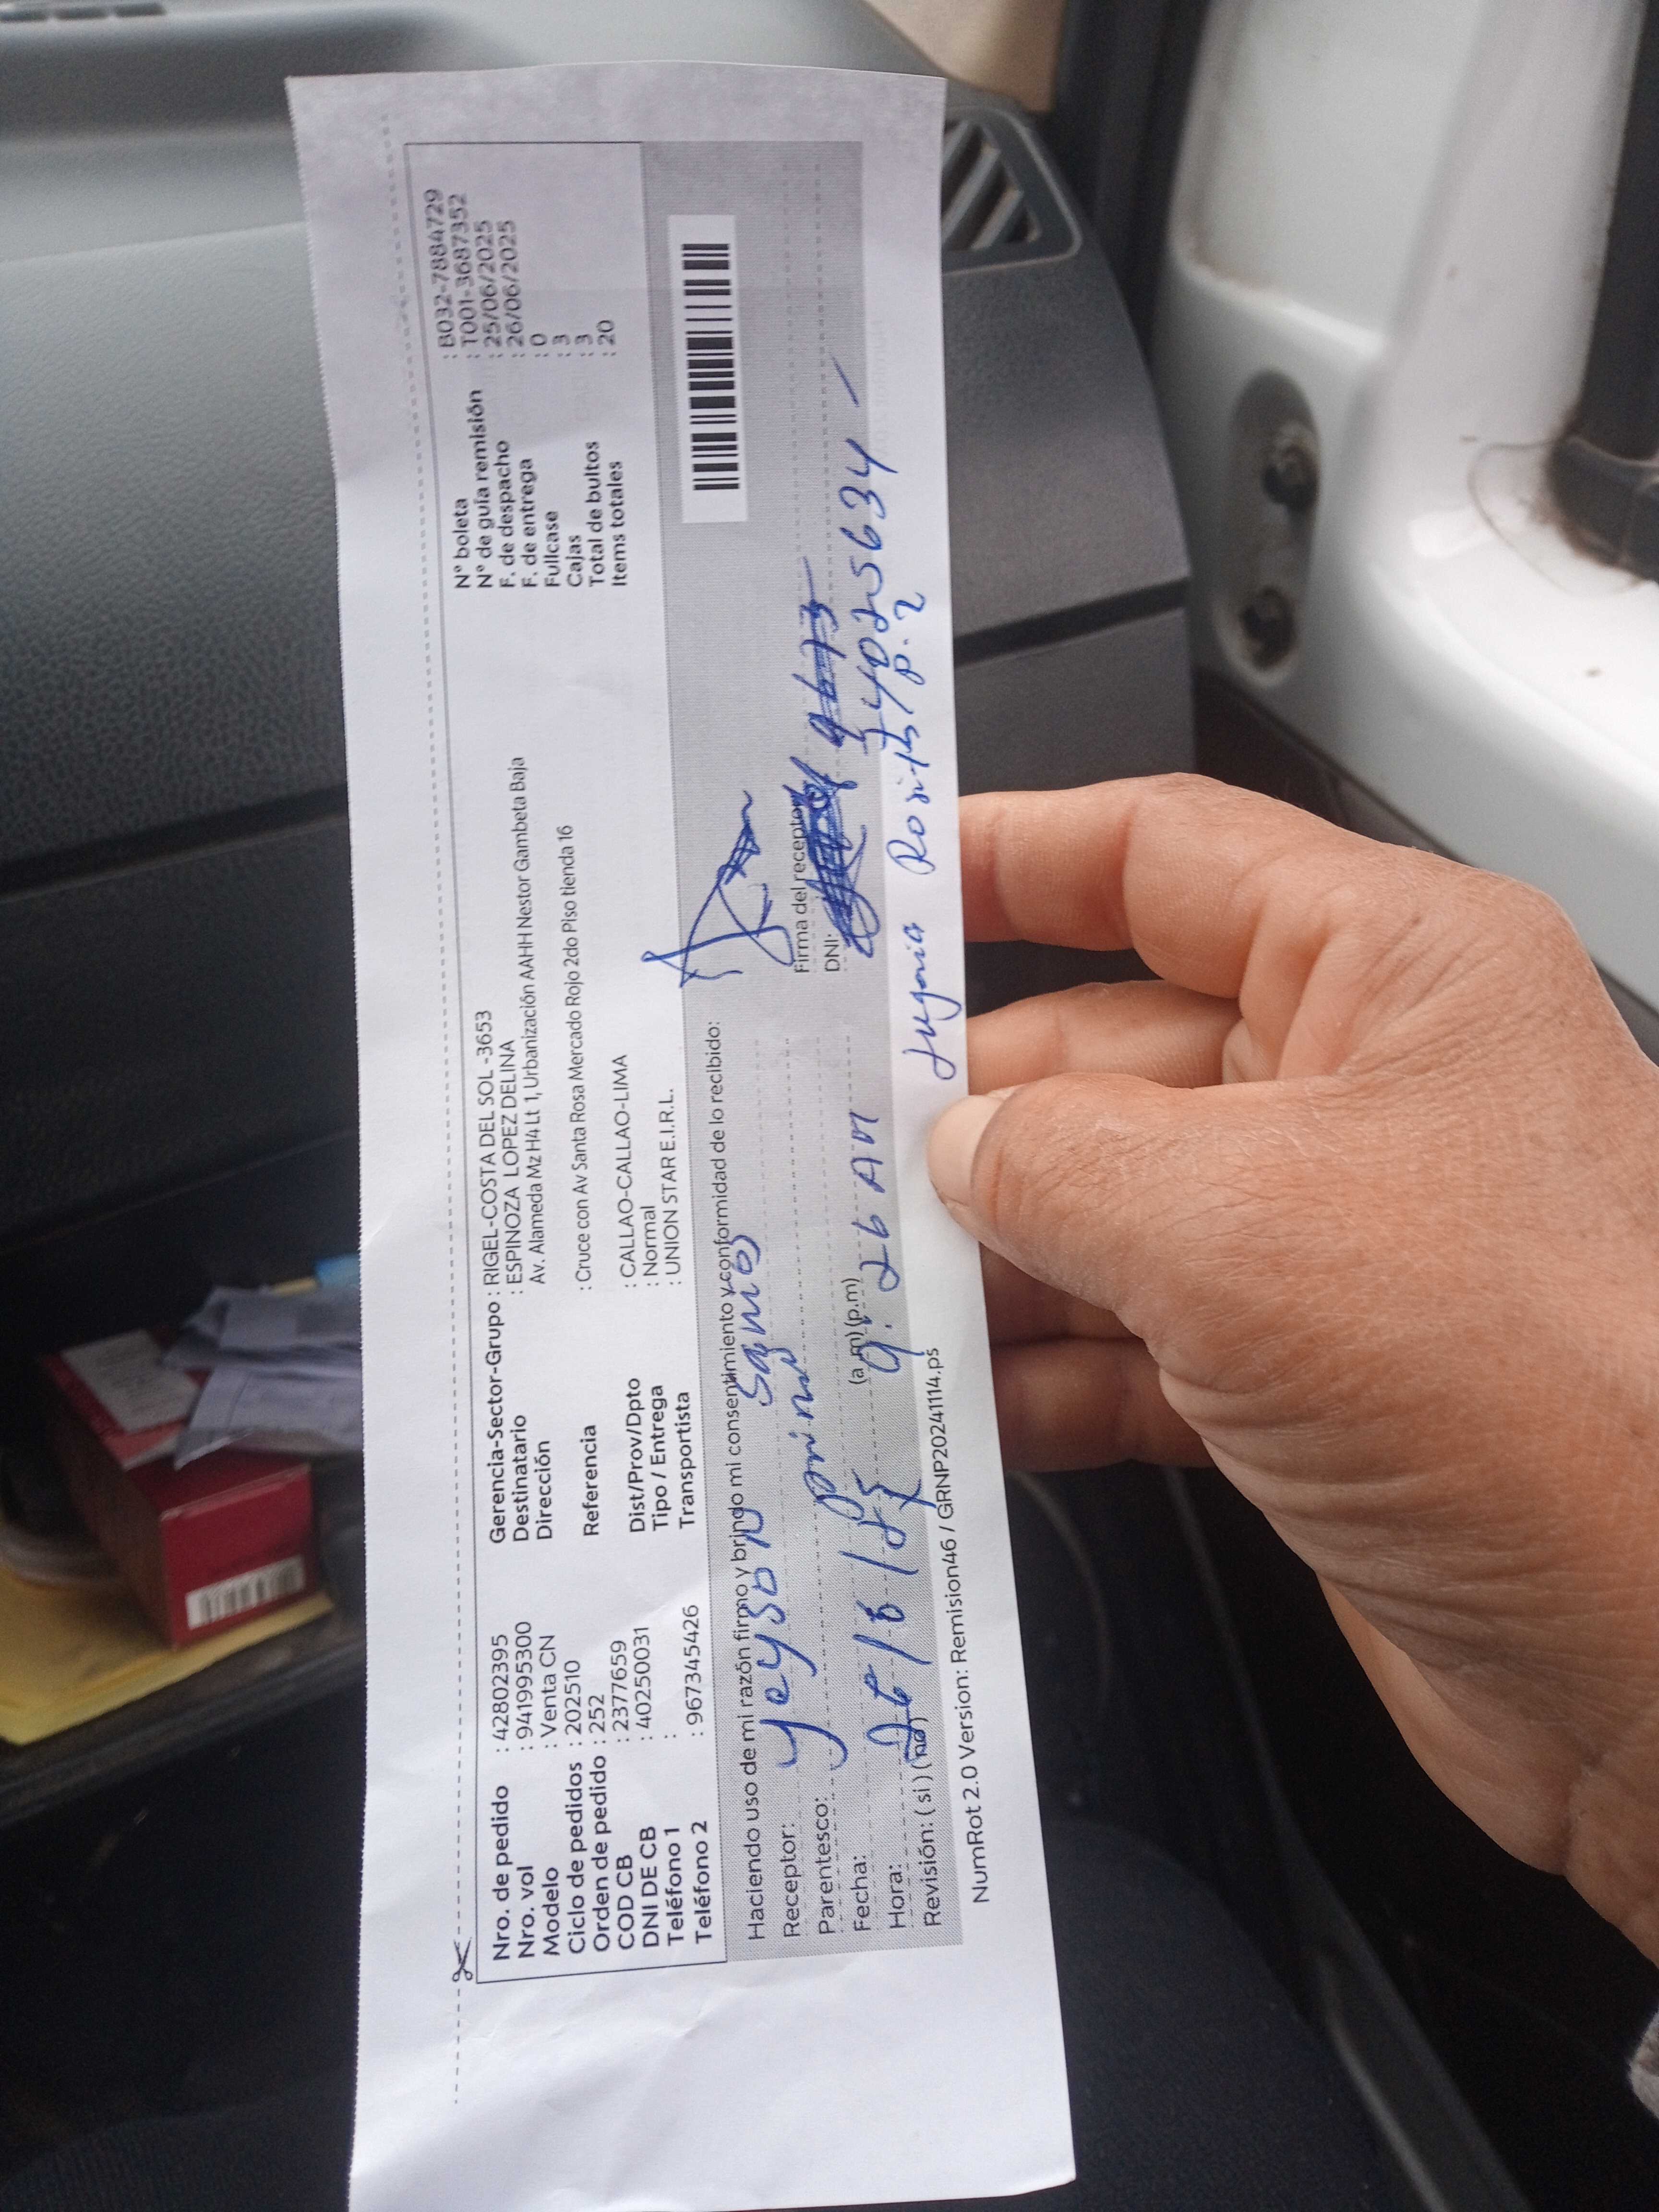 Nro. de pedido : 42802395
Nro. vol : 941995300
Modelo : Venta CN
Ciclo de pedidos : 202510
Orden de pedido : 252
COD CB : 2377659
DNI DE CB : 40250031
Teléfono 1 :
Teléfono 2 : 967345426
Gerencia-Sector-Grupo : RIGEL-COSTA DEL SOL -3653
Destinatario : ESPINOZA LOPEZ DELINA
Dirección Av. Alameda Mz H4 Lt 1, Urbanización AAHH Nestor Gambeta Baja
Referencia : Cruce con Av Santa Rosa Mercado Rojo 2do Piso tienda 16
Dist/Prov/Dpto : CALLAO-CALLAO-LIMA
Tipo / Entrega : Normal
Transportista : UNION STAR E.I.R.L.
N° boleta : B032-7884729
N° de guía remisión : T001-3687352
F. de despacho : 25/06/2025
F. de entrega : 26/06/2025
Fullcase : 0
Cajas : 3
Total de bultos : 3
Items totales : 20
Haciendo uso de mi razón firmo y brindo mi consentimiento y conformidad de lo recibido:
Receptor: Yeyson
Parentesco: Primo
Fecha: 26/6/25
Hora: (a.m) (p.m) 9:26 AM
Revisión: ( si ) ( no )
Firma del receptor
DNI:
p. 2
NumRot 2.0 Version: Remision46 / GRNP20241114.ps